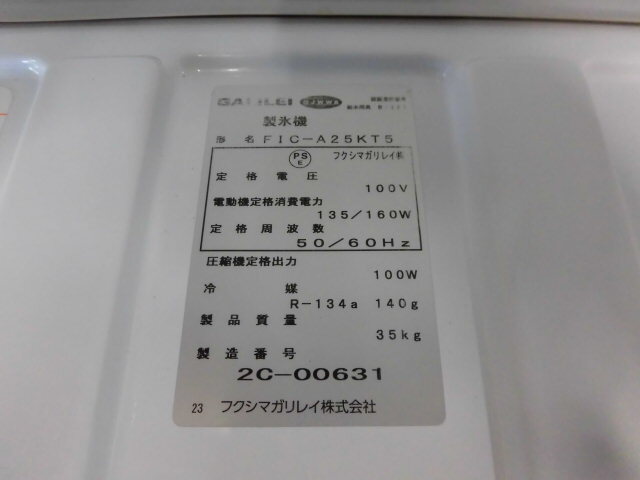 GALILEI JWWA
製氷機
形名 FIC-A25KT5
PS E フクシマガリレイ㈱
定格電圧
100V
電動機定格消費電力
135/160W
定格周波数
50/60Hz
圧縮機定格出力
100W
冷媒
R-134a 140g
製品質量
35kg
製造番号
2C-00631
23 フクシマガリレイ株式会社